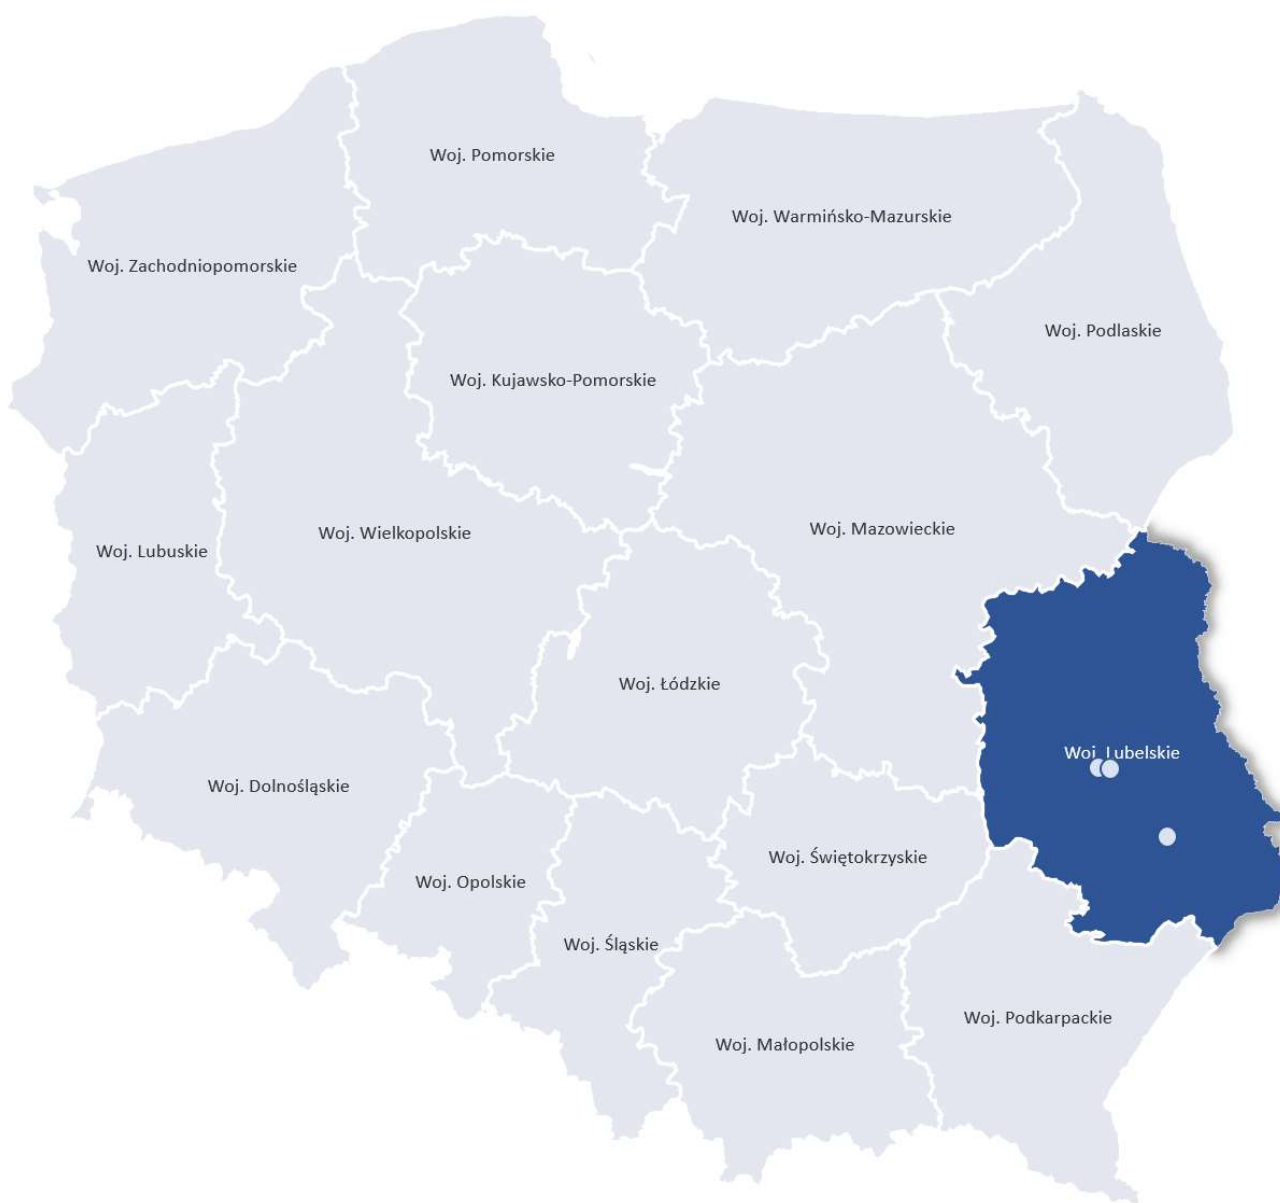 Woj. Pomorskie
Woj. Warmińsko-Mazurskie
Woj. Zachodniopomorskie
Woj. Podlaskie
Woj. Kujawsko-Pomorskie
Woj. Mazowieckie
Woj. Wielkopolskie
Woj. Lubuskie
Woj. Łódzkie
Woj. Lubelskie
Woj. Dolnośląskie
Woj. Świętokrzyskie
Woj. Opolskie
Woj. Śląskie
Woj. Podkarpackie
Woj. Małopolskie